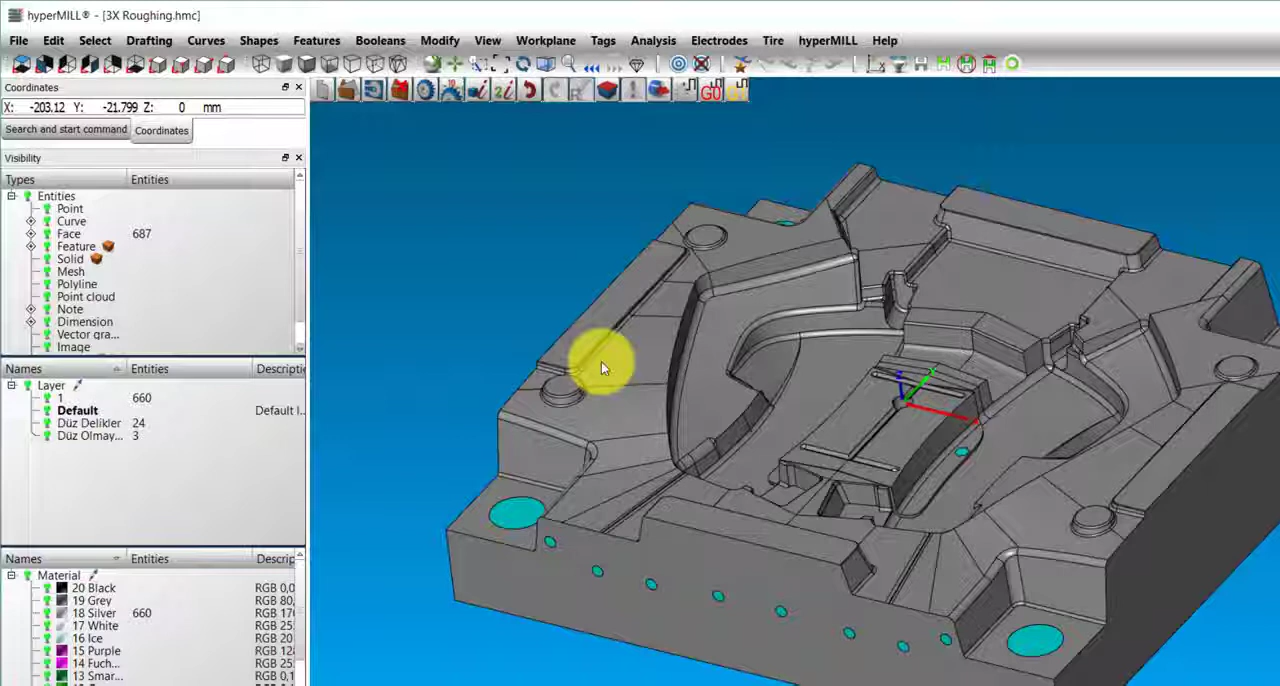 hyperMILL® - [3X Roughing.hmc]
File Edit Select Drafting Curves Shapes Features Booleans Modify View Workplane Tags Analysis Electrodes Tire hyperMILL Help
Coordinates
X: -203.12 Y: -21.799 Z: 0 mm
Search and start command Coordinates
Visibility
Types Entities
Entities
Point
Curve
Face 687
Feature
Solid
Mesh
Polyline
Point cloud
Note
Dimension
Vector gra...
Image
Names Entities Descripti
Layer
1 660
Default Default l...
Düz Delikler 24
Düz Olmay... 3
Names Entities Descrip
Material
20 Black RGB 0,0
19 Grey RGB 80,
18 Silver 660 RGB 17
17 White RGB 25
16 Ice RGB 20
15 Purple RGB 12
14 Fuch... RGB 25
13 Smar... RGB 0,1
G0